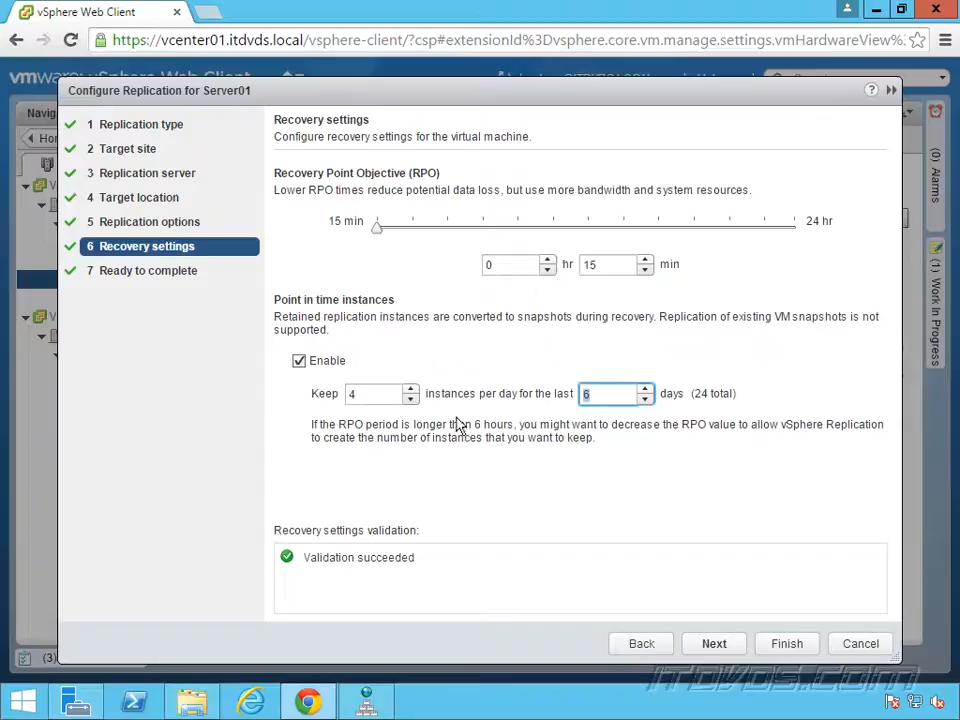 vSphere Web Client
https://vcenter01.itdvds.local/vsphere-client/?csp#extensionId%3Dvsphere.core.vm.manage.settings.vmHardwareView%
vmware vSphere Web Client
Configure Replication for Server01
Navig
Hom
1 Replication type
2 Target site
3 Replication server
4 Target location
5 Replication options
6 Recovery settings
7 Ready to complete
Recovery settings
Configure recovery settings for the virtual machine.
Recovery Point Objective (RPO)
Lower RPO times reduce potential data loss, but use more bandwidth and system resources.
15 min
24 hr
0 hr 15 min
Point in time instances
Retained replication instances are converted to snapshots during recovery. Replication of existing VM snapshots is not
supported.
Enable
Keep 4 instances per day for the last 6 days (24 total)
If the RPO period is longer than 6 hours, you might want to decrease the RPO value to allow vSphere Replication
to create the number of instances that you want to keep.
Recovery settings validation:
Validation succeeded
Back Next Finish Cancel
(0) Alarms
(1) Work In Progress
(3)
ITDVDS.COM